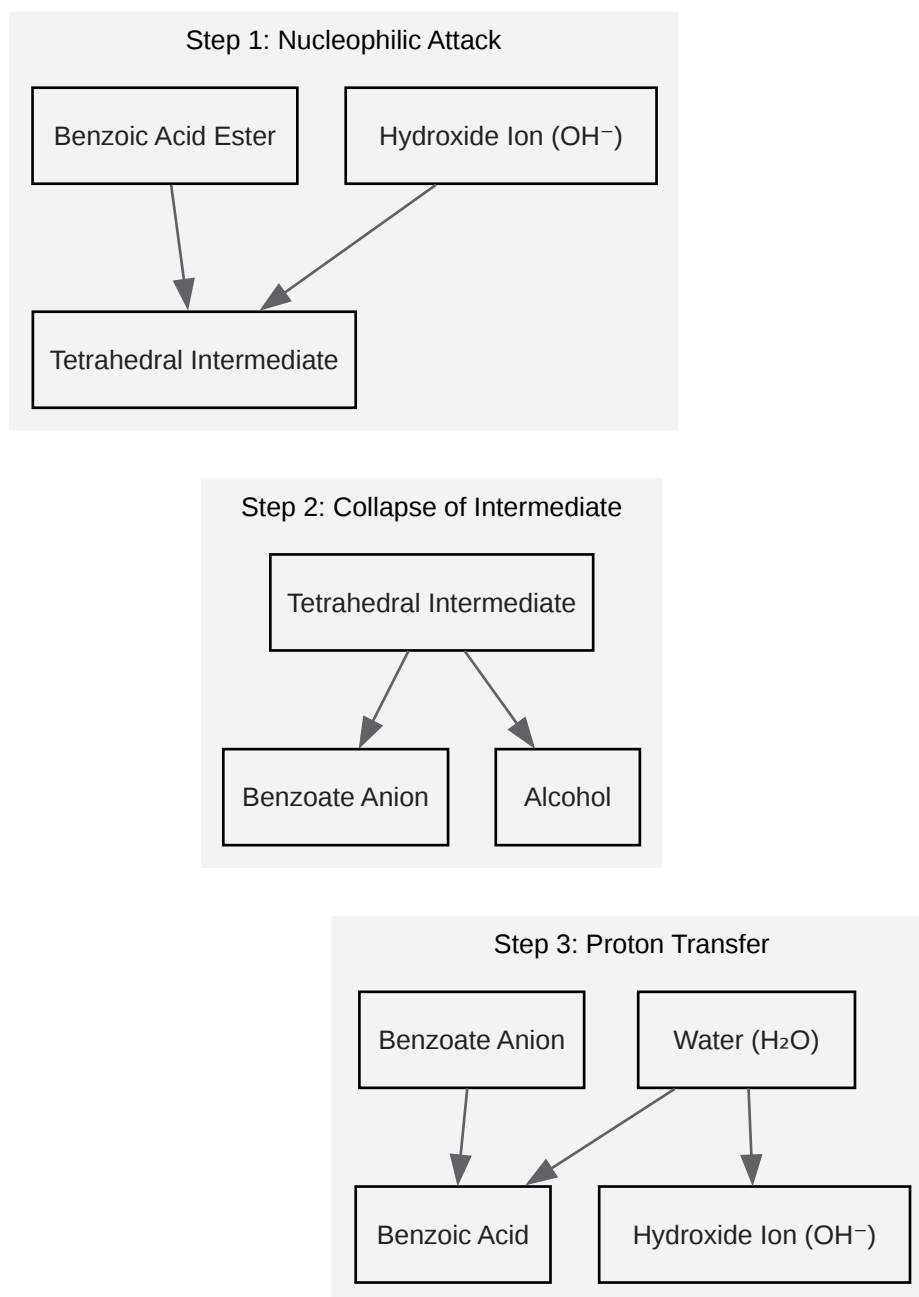 Step 1: Nucleophilic Attack
Benzoic Acid Ester
Hydroxide Ion (OH⁻)
Tetrahedral Intermediate
Step 2: Collapse of Intermediate
Tetrahedral Intermediate
Benzoate Anion
Alcohol
Step 3: Proton Transfer
Benzoate Anion
Water (H₂O)
Benzoic Acid
Hydroxide Ion (OH⁻)